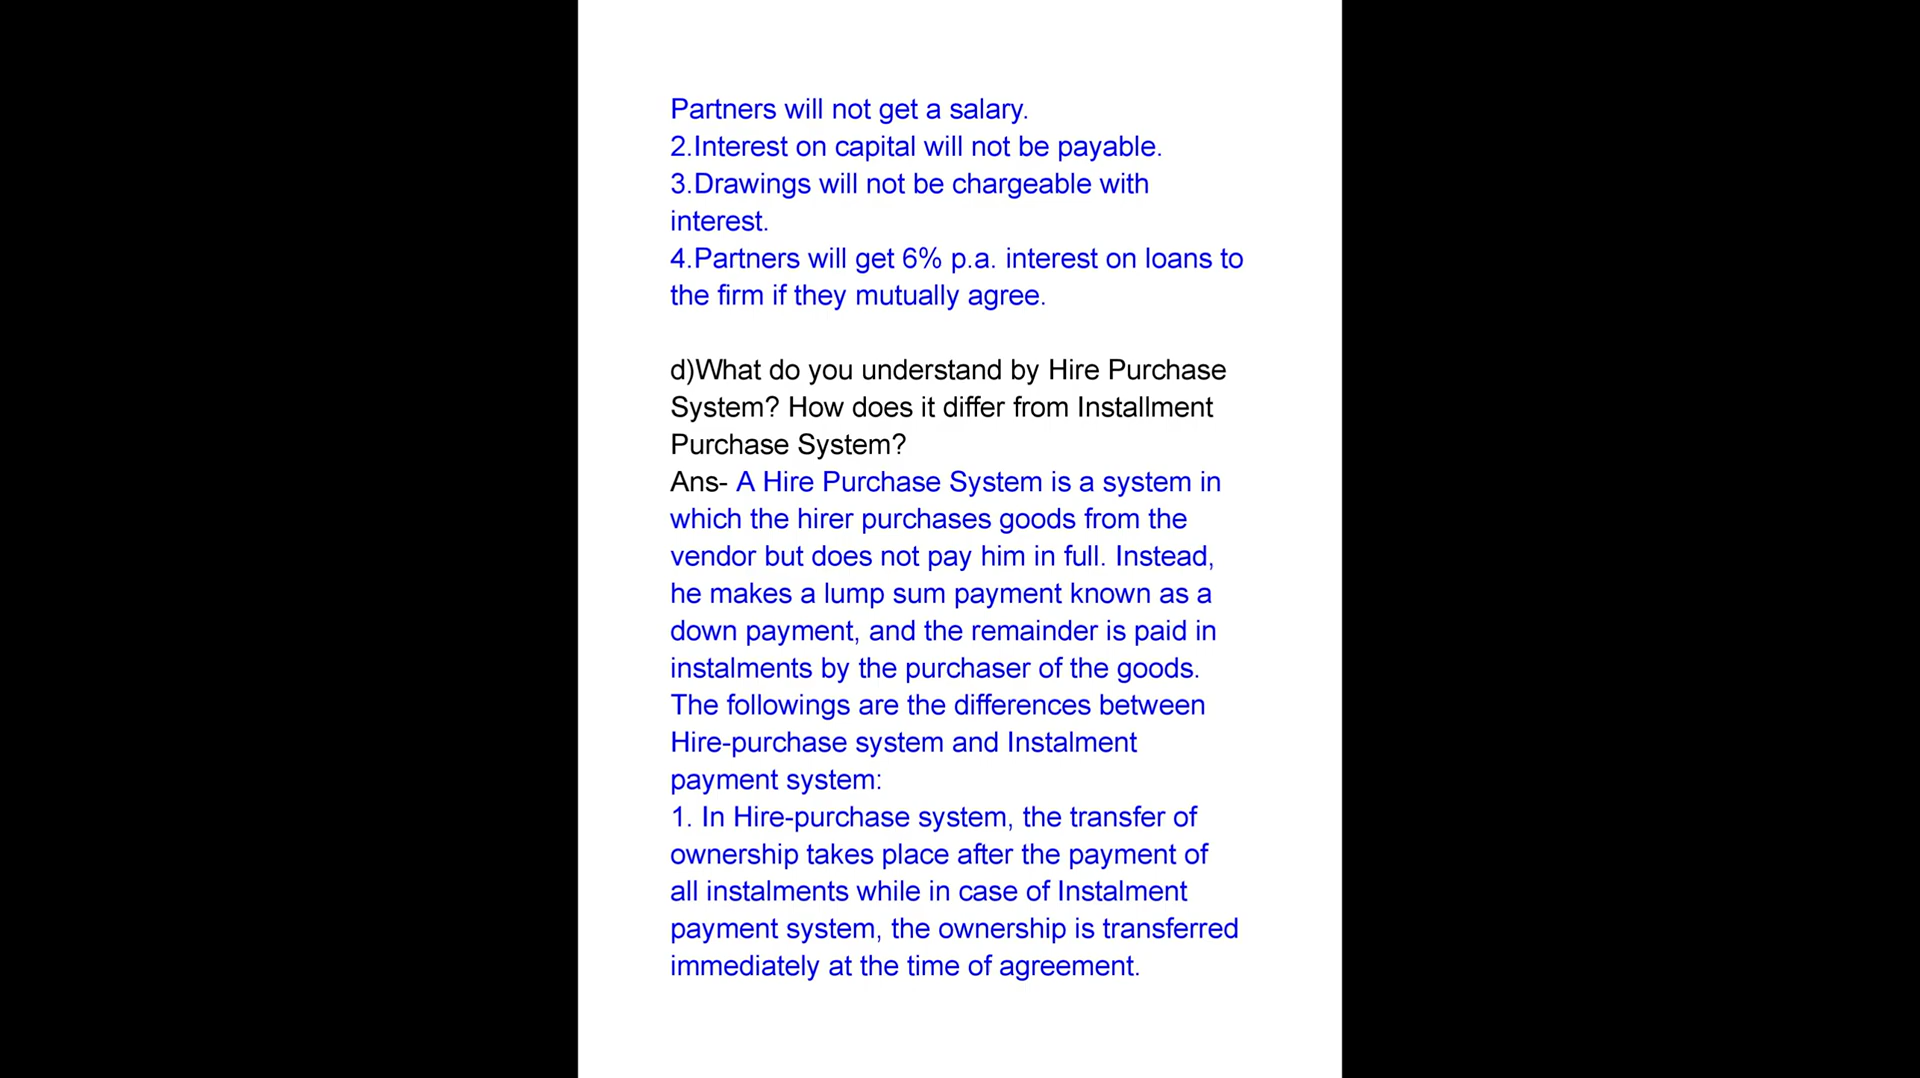 Partners will not get a salary.
2.Interest on capital will not be payable.
3.Drawings will not be chargeable with
interest.
4.Partners will get 6% p.a. interest on loans to
the firm if they mutually agree.
d)What do you understand by Hire Purchase
System? How does it differ from Installment
Purchase System?
Ans- A Hire Purchase System is a system in
which the hirer purchases goods from the
vendor but does not pay him in full. Instead,
he makes a lump sum payment known as a
down payment, and the remainder is paid in
instalments by the purchaser of the goods.
The followings are the differences between
Hire-purchase system and Instalment
payment system:
1. In Hire-purchase system, the transfer of
ownership takes place after the payment of
all instalments while in case of Instalment
payment system, the ownership is transferred
immediately at the time of agreement.